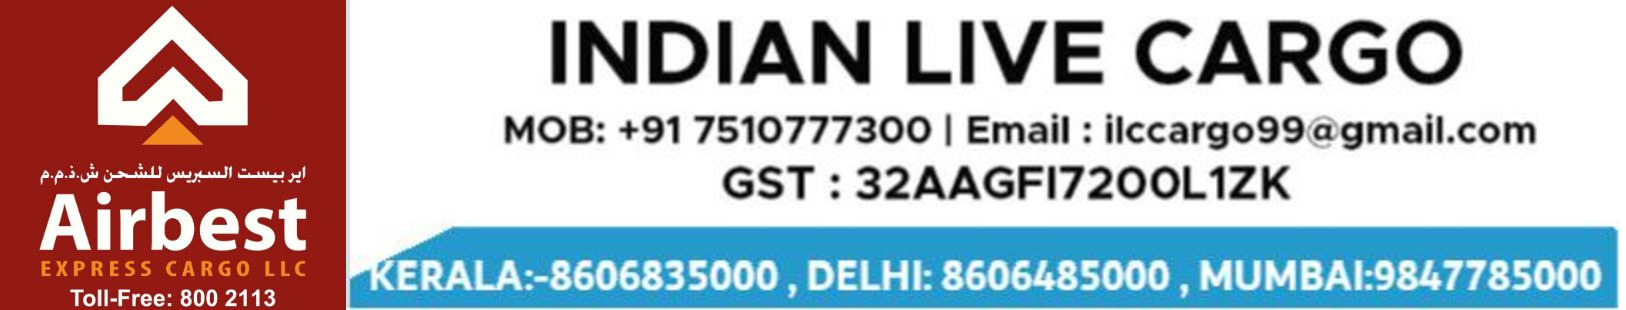 اير بيست السبريس للشحن ش.ذ.م.م
Airbest
EXPRESS CARGO LLC
Toll-Free: 800 2113
INDIAN LIVE CARGO
MOB: +91 7510777300 | Email : ilccargo99@gmail.com
GST : 32AAGFI7200L1ZK
KERALA:-8606835000 , DELHI: 8606485000 , MUMBAI:9847785000